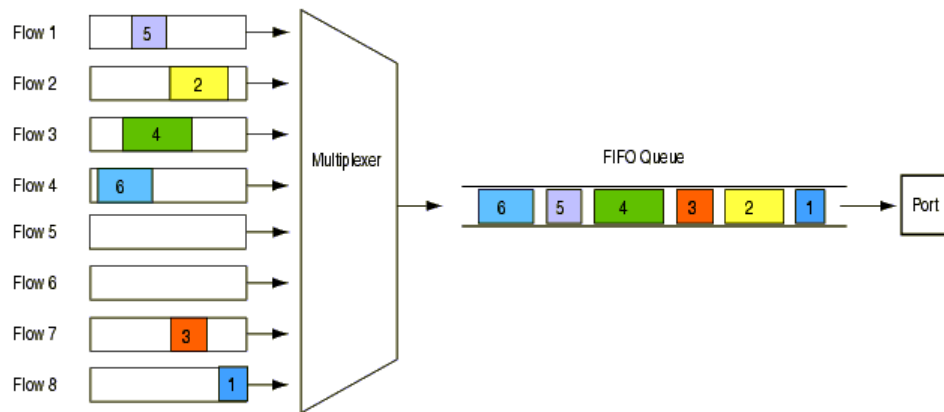 Flow 1
5
Flow 2
2
Flow 3
4
Flow 4
6
Flow 5
Flow 6
Flow 7
3
Flow 8
1
Multiplexer
FIFO Queue
6 5 4 3 2 1
Port